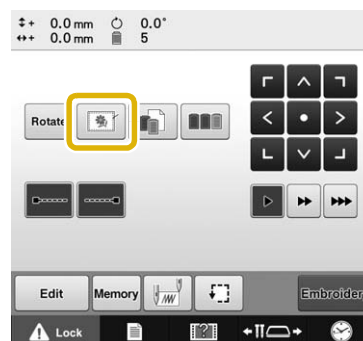 + 0.0 mm 0.0°
+ 0.0 mm 5
Rotate
Edit Memory Embroider
Lock